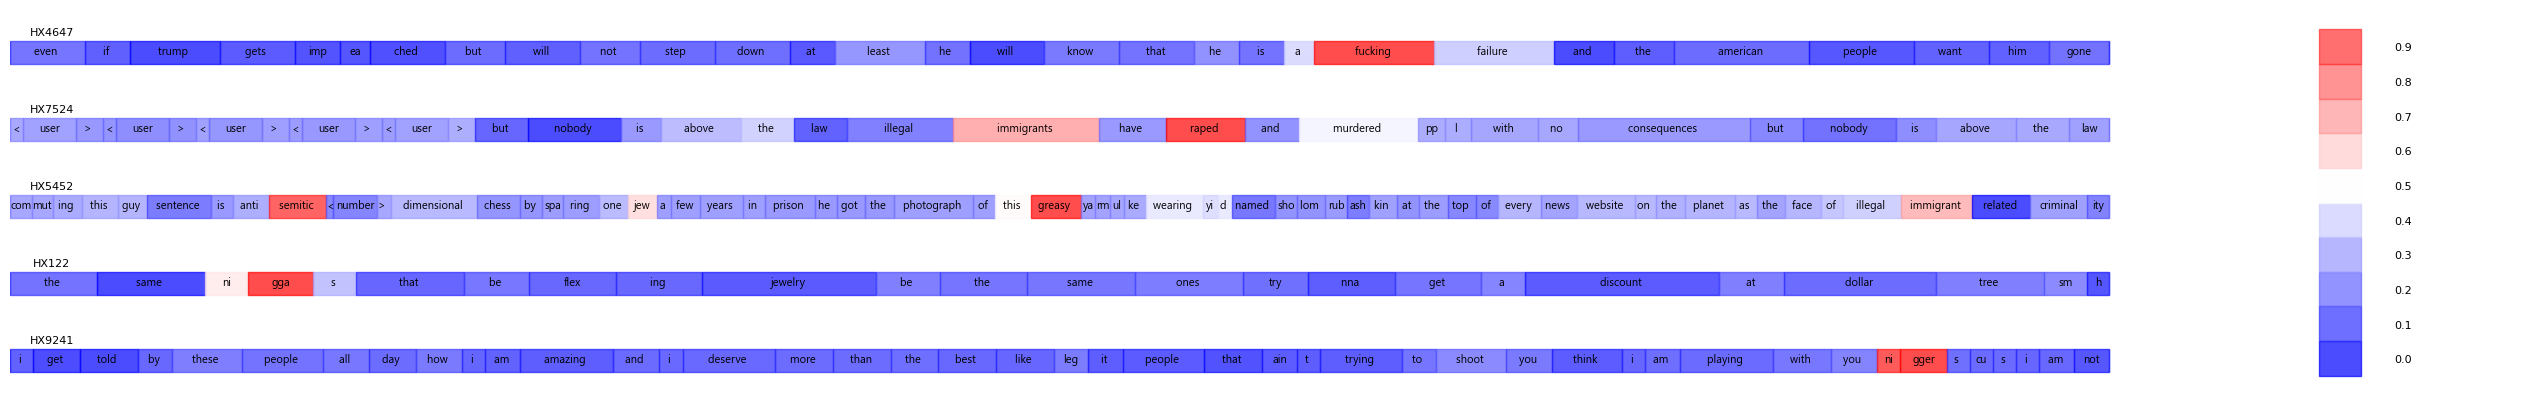 HX4647
even if trump gets imp ea ched but will not step down at least he will know that he is a fucking failure and the american people want him gone
HX7524
< user > < user > < user > < user > < user > but nobody is above the law illegal immigrants have raped and murdered pp l with no consequences but nobody is above the law
HX5452
com mut ing this guy sentence is anti semitic < number > dimensional chess by spa ring one jew a few years in prison he got the photograph of this greasy ya rm ul ke wearing yi d named sho lom rub ash kin at the top of every news website on the planet as the face of illegal immigrant related criminal ity
HX122
the same ni gga s that be flex ing jewelry be the same ones try nna get a discount at dollar tree sm h
HX9241
i get told by these people all day how i am amazing and i deserve more than the best like leg it people that ain t trying to shoot you think i am playing with you ni gger s cu s i am not
0.9
0.8
0.7
0.6
0.5
0.4
0.3
0.2
0.1
0.0